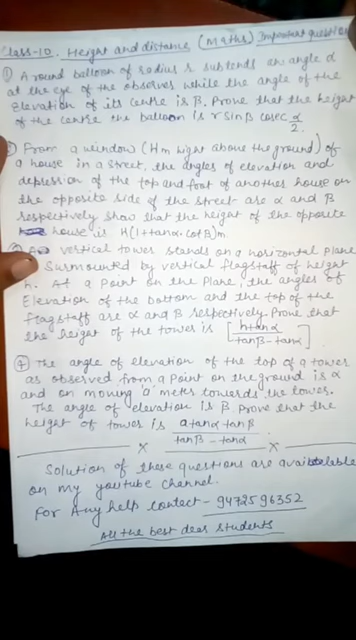 Class-10. Height and distance (Maths) Important question
① A round balloon of radius r subtends an angle α
at the eye of the observer while the angle of the
elevation of its centre is β. Prove that the height
of the centre the balloon is r sinβ cosec α/2.
From a window (Hm hight above the ground) of
a house in a street, the angles of elevation and
depression of the top and foot of another house on
the opposite side of the street are α and β
respectively show that the height of the opposite
house is H(1+tanα.cotβ)m.
vertical tower stands on a horizontal plane
Surmounted by vertical flagstaff of height
h. At a Point on the Plane, the angles of
Elevation of the bottom and the top of the
flagstaff are α and β respectively Prove that
the height of the tower is [h tanα / tanβ - tanα]
④ The angle of elevation of the top of a tower
as observed from a Point on the ground is α
and on moving 'a' meter towards the tower.
The angle of elevation is β prove that the
height of tower is a tanα tanβ / tanβ - tanα
x x
Solution of these questions are available
on my youtube channel.
For Any help contact - 9472596352
All the best dear students